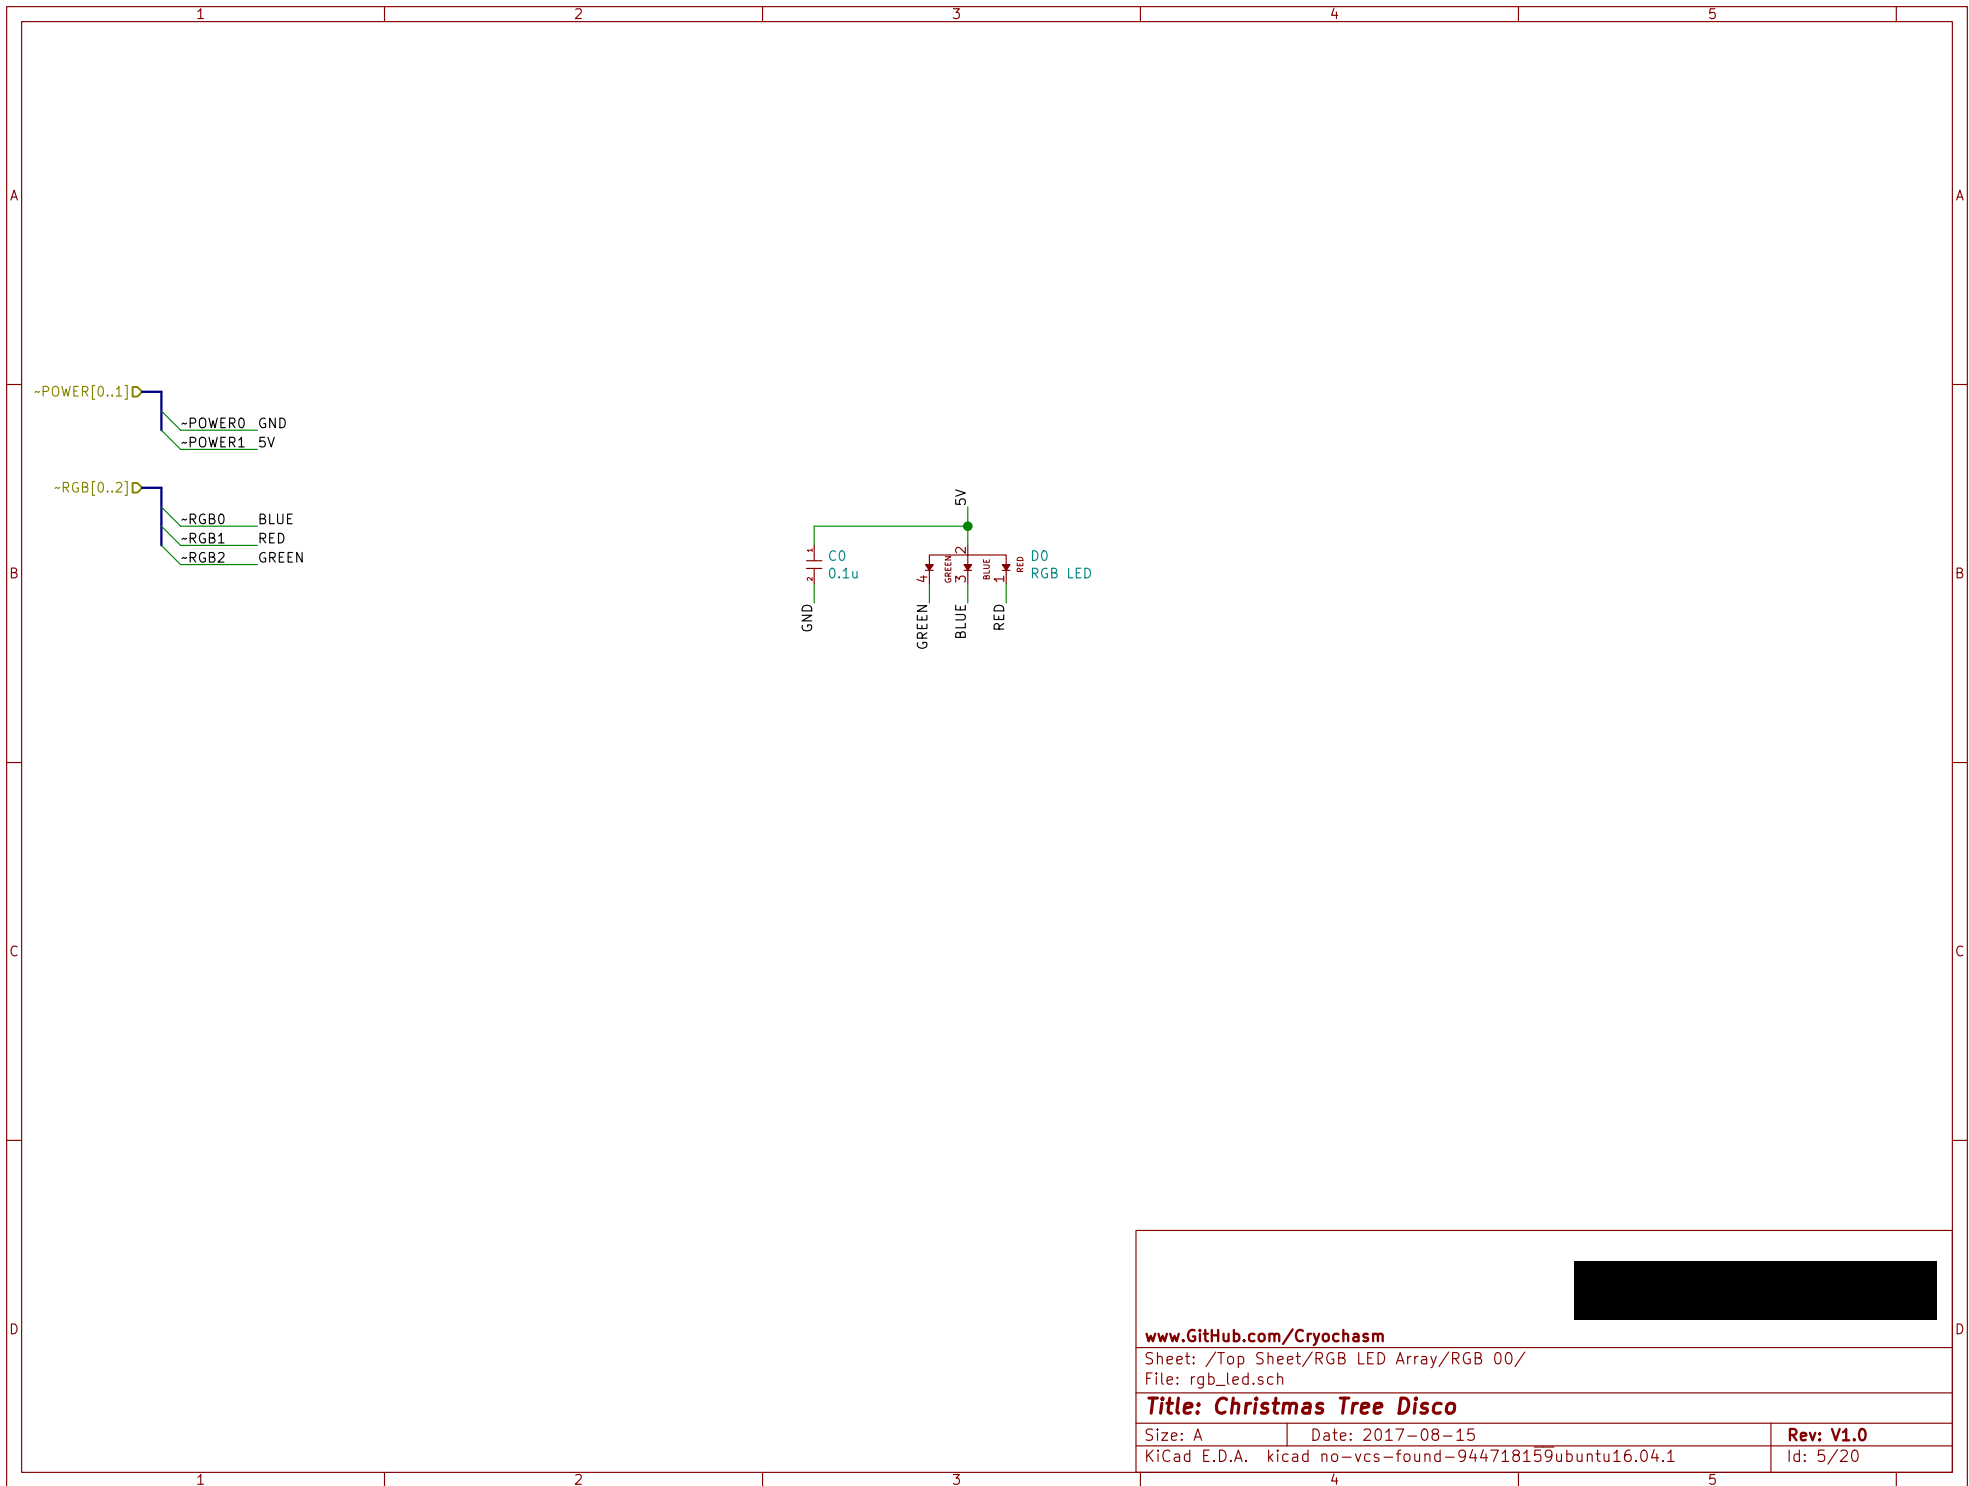 1 2 3 4 5
A A
~POWER[0..1]
~POWER0 GND
~POWER1 5V
~RGB[0..2]
~RGB0 BLUE
~RGB1 RED
~RGB2 GREEN
5V
1
2
C0
0.1u
GND
2
GREEN
BLUE
RED
4
3
1
D0
RGB LED
GREEN
BLUE
RED
B B
C C
D D
www.GitHub.com/Cryochasm
Sheet: /Top Sheet/RGB LED Array/RGB 00/
File: rgb_led.sch
Title: Christmas Tree Disco
Size: A Date: 2017-08-15 Rev: V1.0
KiCad E.D.A. kicad no-vcs-found-944718159ubuntu16.04.1 Id: 5/20
1 2 3 4 5